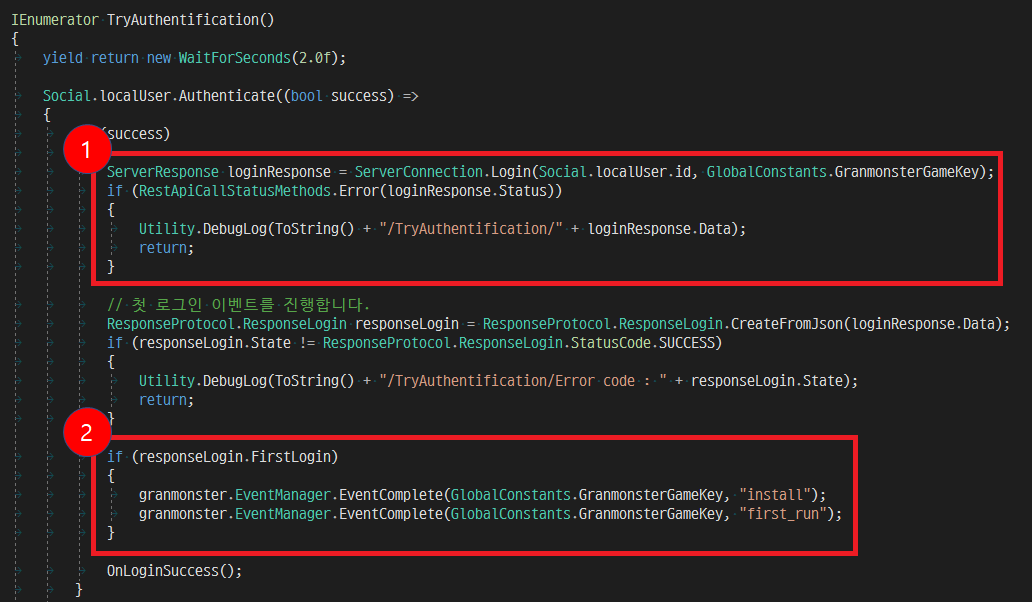 IEnumerator TryAuthentification()
{
yield return new WaitForSeconds(2.0f);
Social.localUser.Authenticate((bool success) =>
{
(success)
1
ServerResponse loginResponse = ServerConnection.Login(Social.localUser.id, GlobalConstants.GranmonsterGameKey);
if (RestApiCallStatusMethods.Error(loginResponse.Status))
{
Utility.DebugLog(ToString() + "/TryAuthentification/" + loginResponse.Data);
return;
}
// 첫 로그인 이벤트를 진행합니다.
ResponseProtocol.ResponseLogin responseLogin = ResponseProtocol.ResponseLogin.CreateFromJson(loginResponse.Data);
if (responseLogin.State != ResponseProtocol.ResponseLogin.StatusCode.SUCCESS)
{
Utility.DebugLog(ToString() + "/TryAuthentification/Error code : " + responseLogin.State);
return;
}
2
if (responseLogin.FirstLogin)
{
granmonster.EventManager.EventComplete(GlobalConstants.GranmonsterGameKey, "install");
granmonster.EventManager.EventComplete(GlobalConstants.GranmonsterGameKey, "first_run");
}
OnLoginSuccess();
}